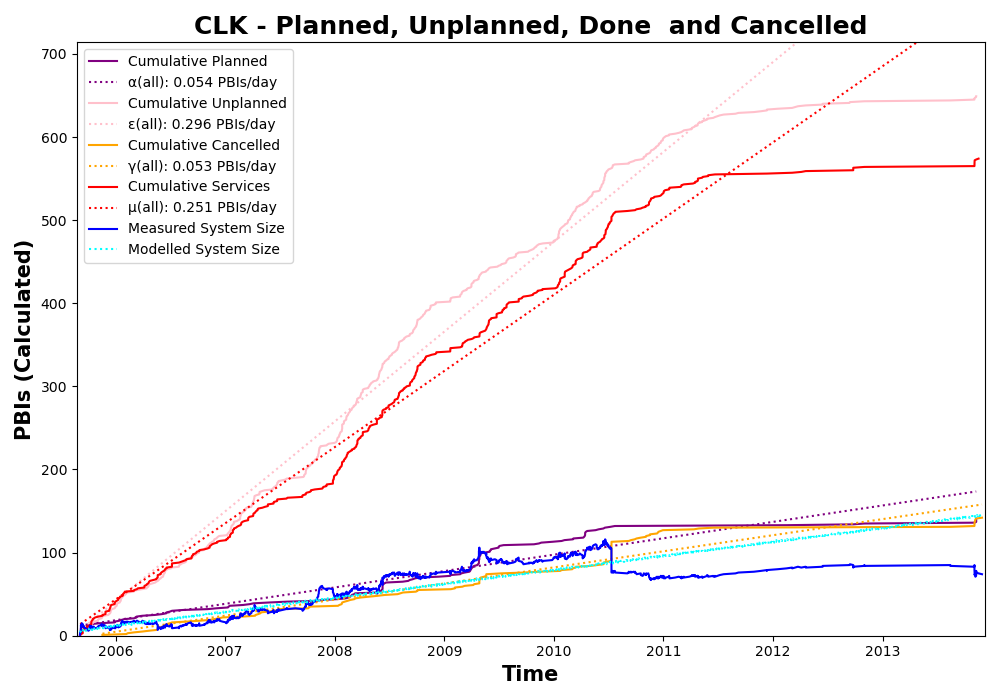 CLK - Planned, Unplanned, Done  and Cancelled
PBIs (Calculated)
700
600
500
400
300
200
100
0
Cumulative Planned
α(all): 0.054 PBIs/day
Cumulative Unplanned
ε(all): 0.296 PBIs/day
Cumulative Cancelled
γ(all): 0.053 PBIs/day
Cumulative Services
μ(all): 0.251 PBIs/day
Measured System Size
Modelled System Size
2006 2007 2008 2009 2010 2011 2012 2013
Time